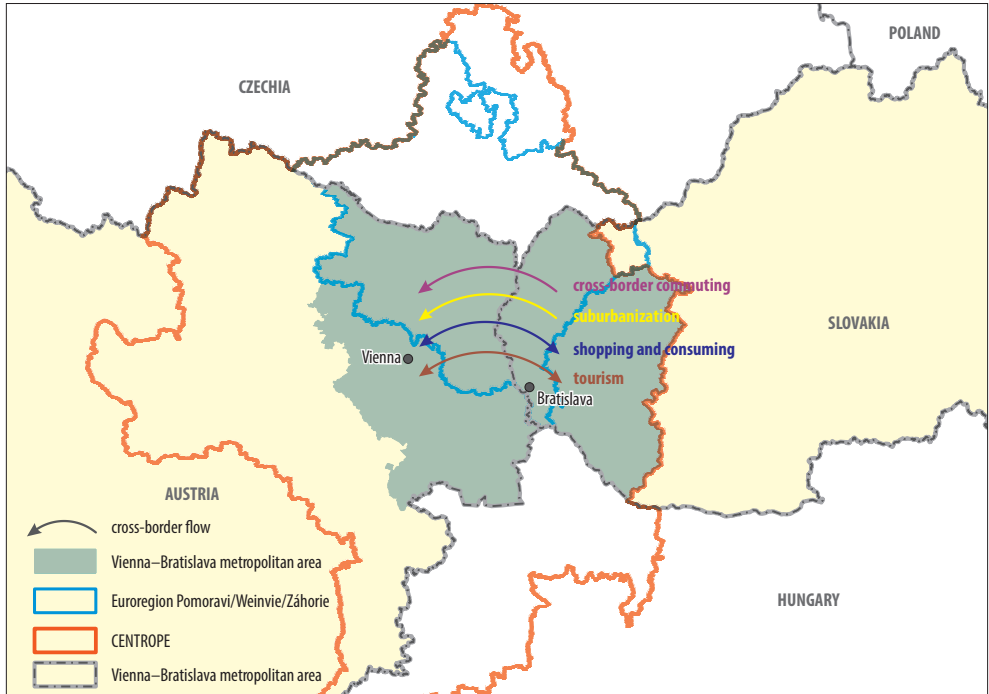 POLAND
CZECHIA
cross-border commuting
suburbanization
SLOVAKIA
shopping and consuming
Vienna
tourism
Bratislava
AUSTRIA
cross-border flow
Vienna–Bratislava metropolitan area
Euroregion Pomoravi/Weinvie/Záhorie
HUNGARY
CENTROPE
Vienna–Bratislava metropolitan area